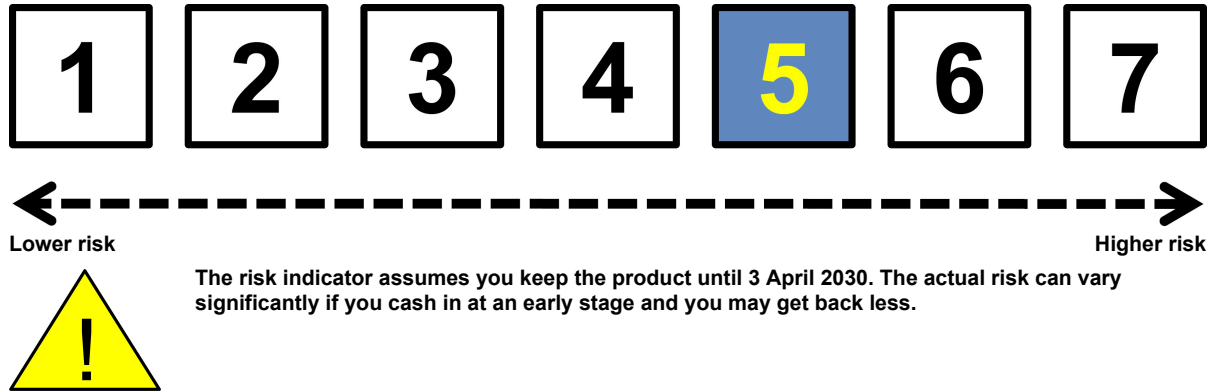 1 2 3 4 5 6 7
Lower risk Higher risk
The risk indicator assumes you keep the product until 3 April 2030. The actual risk can vary
significantly if you cash in at an early stage and you may get back less.
!